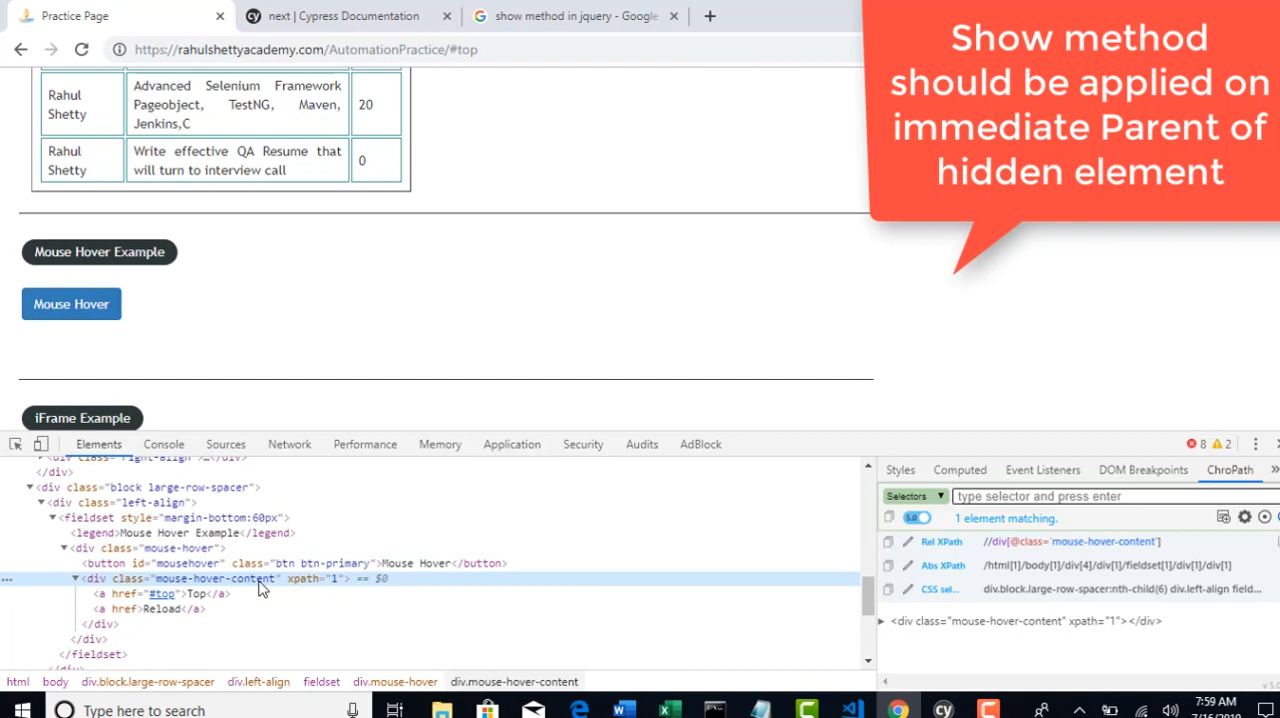 Practice Page
next | Cypress Documentation
show method in jquery - Google
https://rahulshettyacademy.com/AutomationPractice/#top
Show method
should be applied on
immediate Parent of
hidden element
Rahul
Shetty
Advanced Selenium Framework
Pageobject, TestNG, Maven,
Jenkins,C
20
Rahul
Shetty
Write effective QA Resume that
will turn to interview call
0
Mouse Hover Example
Mouse Hover
iFrame Example
Elements Console Sources Network Performance Memory Application Security Audits AdBlock
8 2
<div class="right-align">…</div>
</div>
<div class="block large-row-spacer">
<div class="left-align">
<fieldset style="margin-bottom:60px">
<legend>Mouse Hover Example</legend>
<div class="mouse-hover">
<button id="mousehover" class="btn btn-primary">Mouse Hover</button>
<div class="mouse-hover-content" xpath="1"> == $0
<a href="#top">Top</a>
<a href>Reload</a>
</div>
</div>
</fieldset>
</div>
html body div.block.large-row-spacer div.left-align fieldset div.mouse-hover div.mouse-hover-content
Styles Computed Event Listeners DOM Breakpoints ChroPath
Selectors type selector and press enter
5.0 1 element matching.
Rel XPath //div[@class='mouse-hover-content']
Abs XPath /html[1]/body[1]/div[4]/div[1]/fieldset[1]/div[1]/div[1]
CSS sel... div.block.large-row-spacer:nth-child(6) div.left-align field...
<div class="mouse-hover-content" xpath="1"></div>
Type here to search
7:59 AM